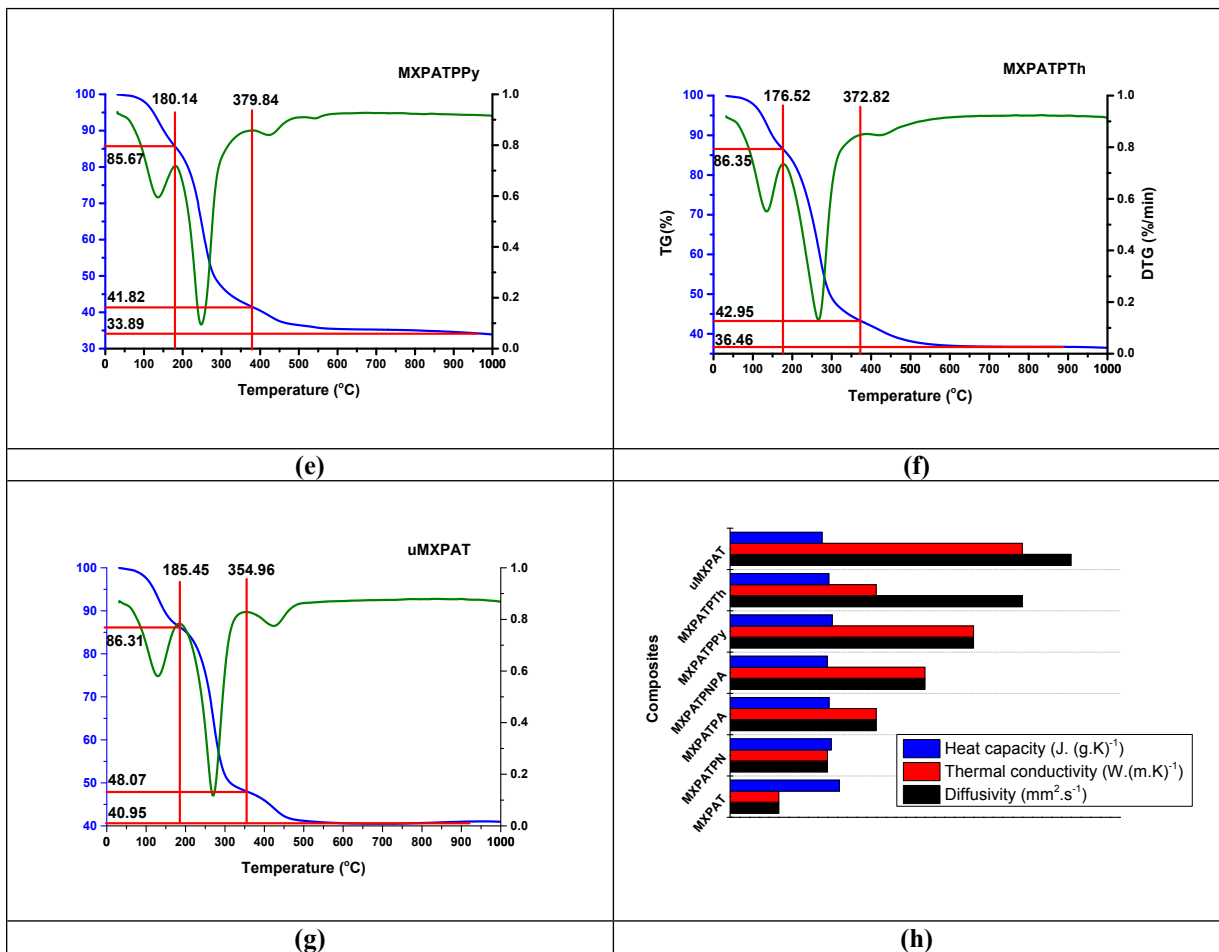 MXPATPPy
180.14
379.84
100
90
80
70
60
50
40
30
85.67
41.82
33.89
1.0
0.8
0.6
0.4
0.2
0.0
0 100 200 300 400 500 600 700 800 900 1000
Temperature (°C)
MXPATPTh
176.52
372.82
TG(%)
100
90
80
70
60
50
40
86.35
42.95
36.46
1.0
0.8
0.6
0.4
0.2
0.0
DTG (%/min)
0 100 200 300 400 500 600 700 800 900 1000
Temperature (°C)
(e)
(f)
uMXPAT
185.45
354.96
100
90
80
70
60
50
40
86.31
48.07
40.95
1.0
0.8
0.6
0.4
0.2
0.0
0 100 200 300 400 500 600 700 800 900 1000
Temperature (°C)
Composites
uMXPAT
MXPATPTh
MXPATPPy
MXPATPNPA
MXPATPA
MXPATPN
MXPAT
Heat capacity (J. (g.K)⁻¹)
Thermal conductivity (W.(m.K)⁻¹)
Diffusivity (mm².s⁻¹)
(g)
(h)